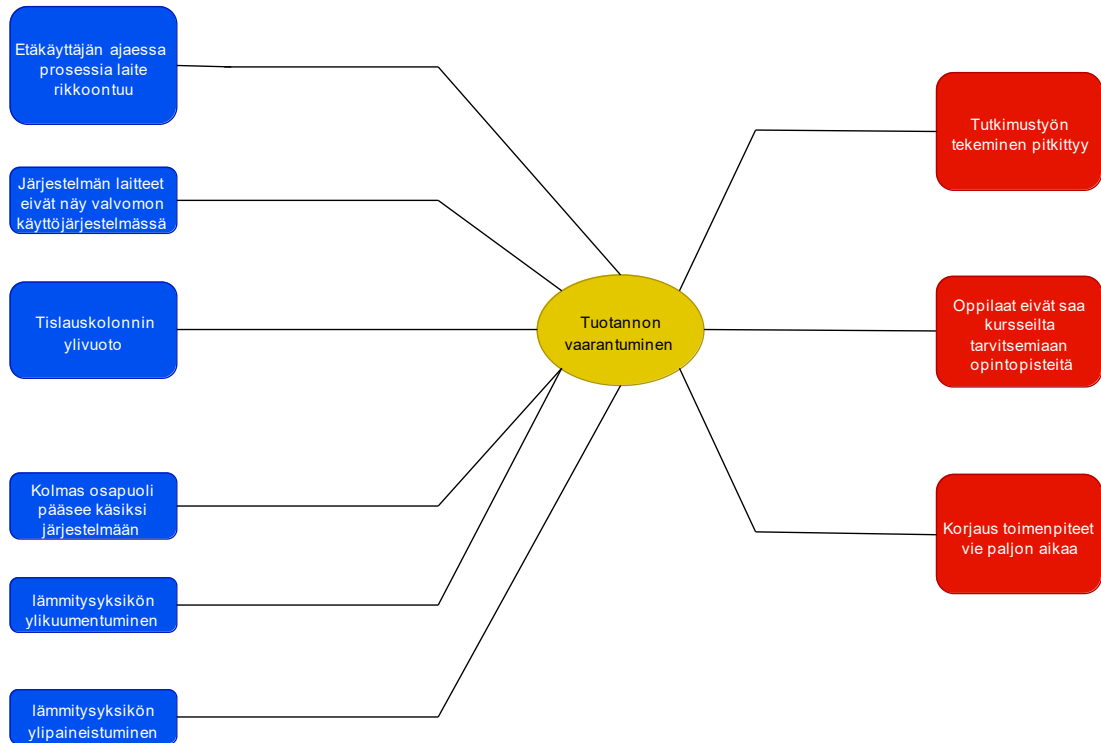 Etäkäyttäjän ajaessa
prosessia laite
rikkoontuu
Järjestelmän laitteet
eivät näy valvomon
käyttöjärjestelmässä
Tislauskolonnin
ylivuoto
Kolmas osapuoli
pääsee käsiksi
järjestelmään
lämmitysyksikön
ylikuumentuminen
lämmitysyksikön
ylipaineistuminen
Tuotannon
vaarantuminen
Tutkimustyön
tekeminen pitkittyy
Oppilaat eivät saa
kursseilta
tarvitsemiaan
opintopisteitä
Korjaus toimenpiteet
vie paljon aikaa